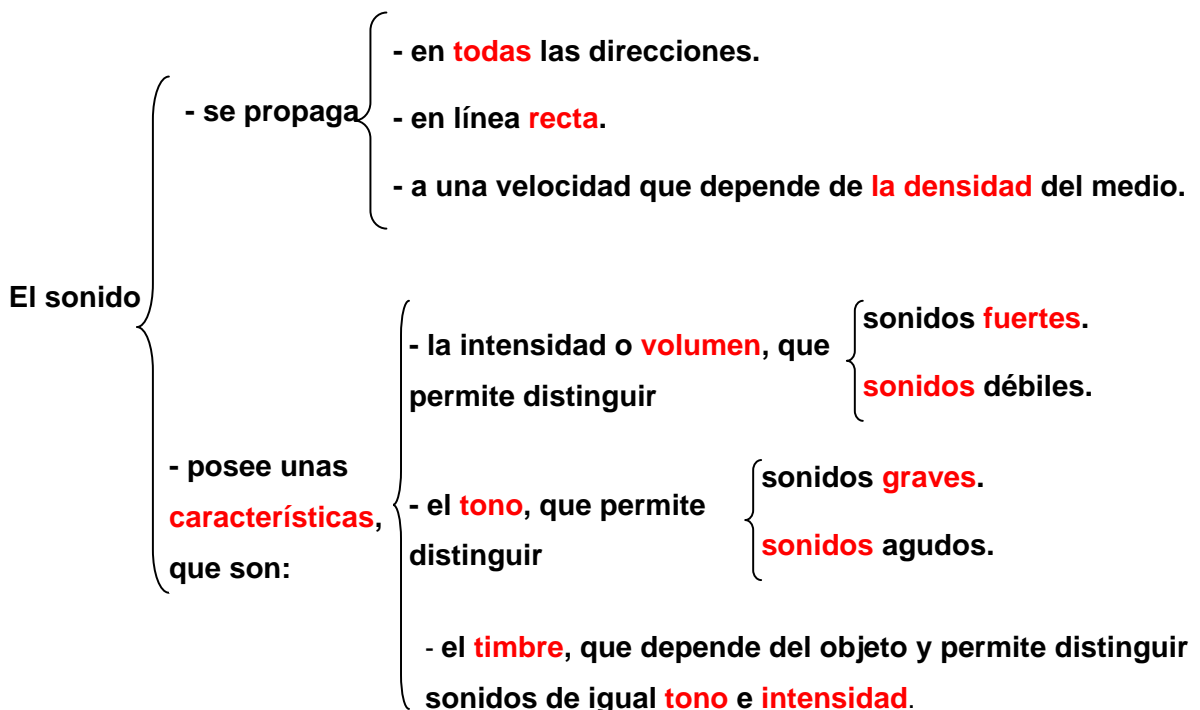 - en todas las direcciones.
- se propaga
- en línea recta.
- a una velocidad que depende de la densidad del medio.
El sonido
- la intensidad o volumen, que
permite distinguir
sonidos fuertes.
sonidos débiles.
- posee unas
características,
que son:
- el tono, que permite
distinguir
sonidos graves.
sonidos agudos.
- el timbre, que depende del objeto y permite distinguir
sonidos de igual tono e intensidad.